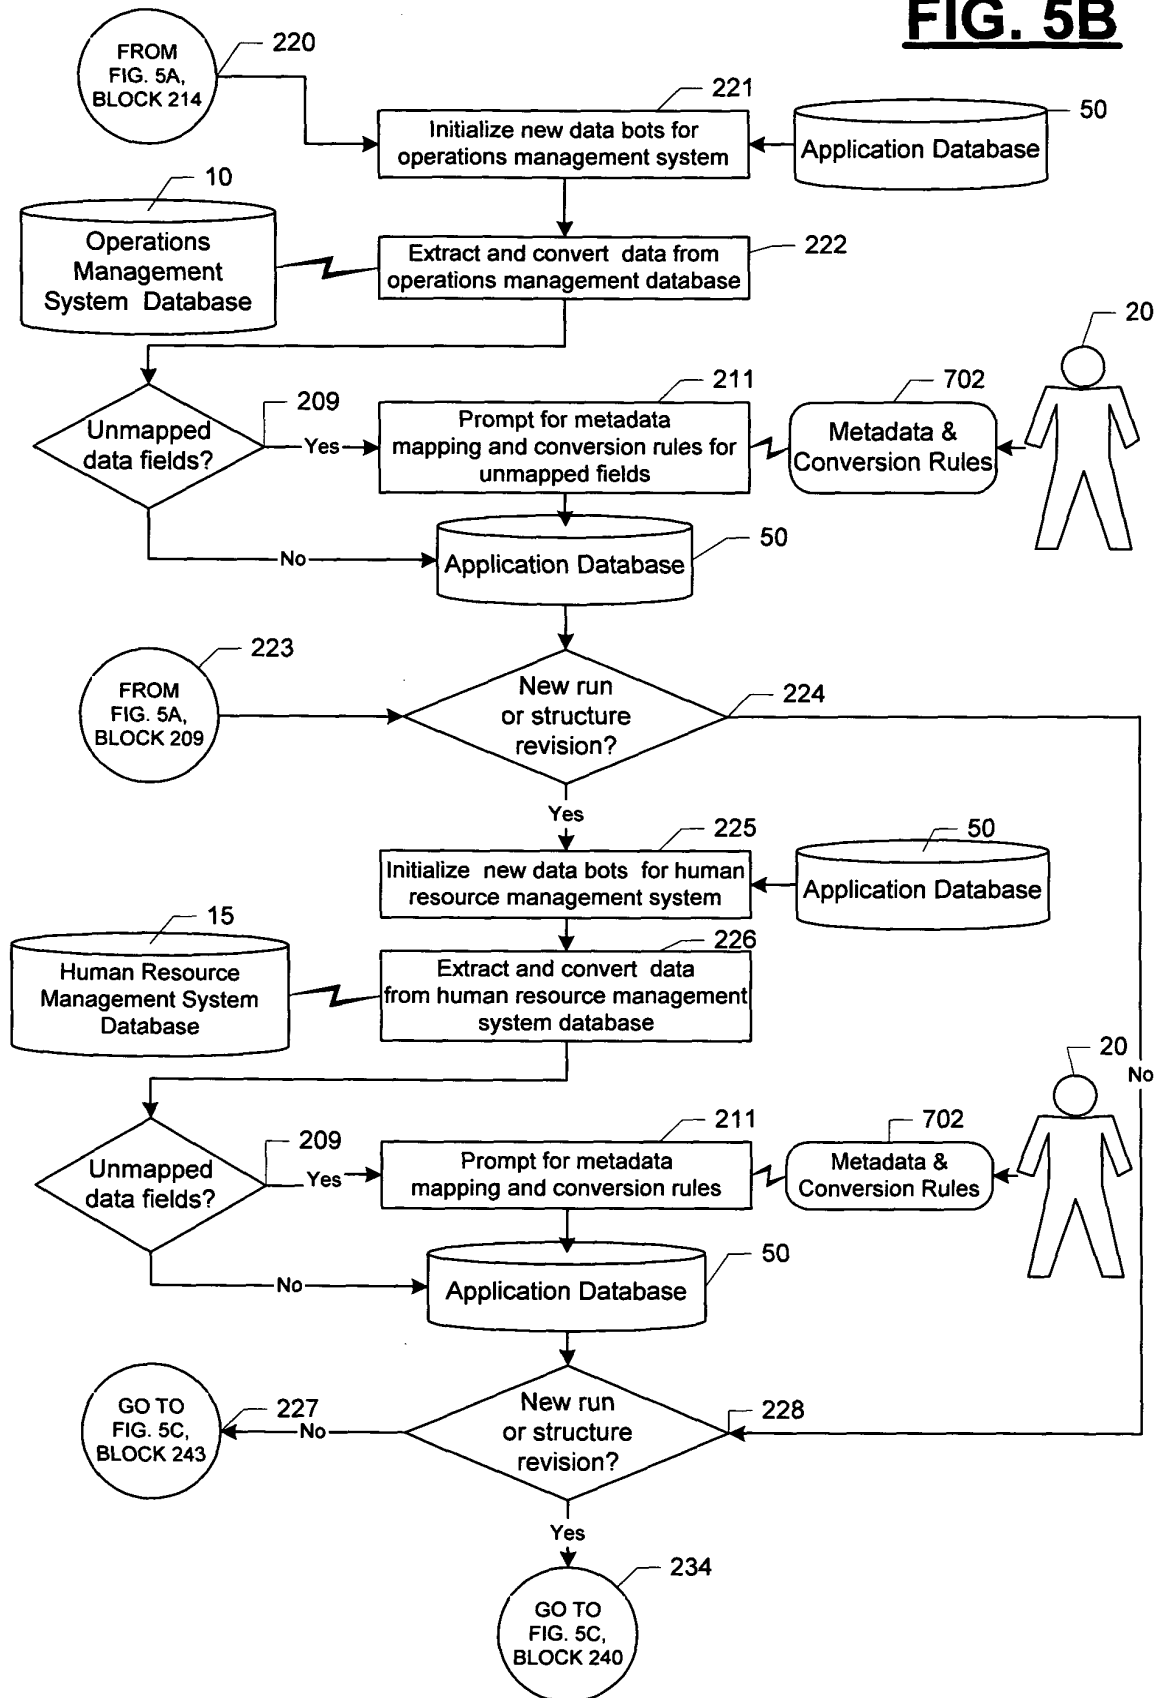 FIG. 5B
FROM
FIG. 5A,
BLOCK 214
220
221
Initialize new data bots for
operations management system
50
Application Database
10
Operations
Management
System Database
Extract and convert data from
operations management database
222
20
Unmapped
data fields?
209
Yes
211
Prompt for metadata
mapping and conversion rules for
unmapped fields
702
Metadata &
Conversion Rules
No
Application Database
50
223
FROM
FIG. 5A,
BLOCK 209
New run
or structure
revision?
224
Yes
225
Initialize new data bots for human
resource management system
50
Application Database
15
Human Resource
Management System
Database
226
Extract and convert data
from human resource management
system database
20
No
Unmapped
data fields?
209
Yes
211
Prompt for metadata
mapping and conversion rules
702
Metadata &
Conversion Rules
No
Application Database
50
GO TO
FIG. 5C,
BLOCK 243
227
No
New run
or structure
revision?
228
Yes
234
GO TO
FIG. 5C,
BLOCK 240